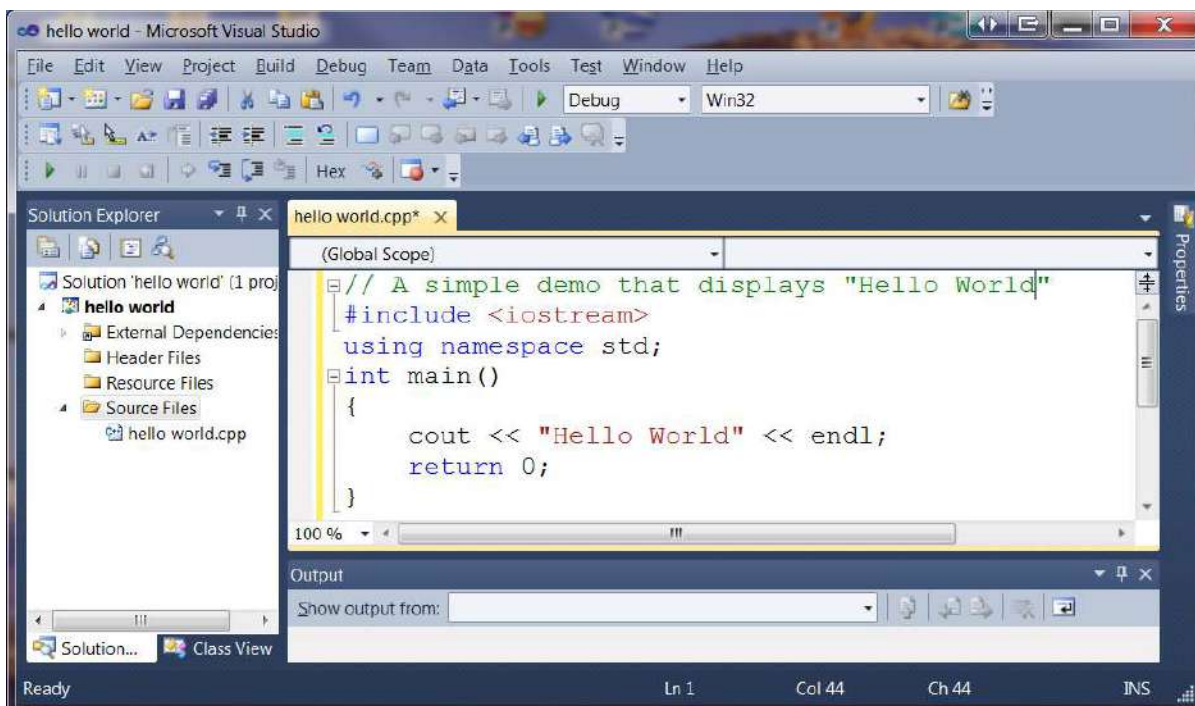 hello world - Microsoft Visual Studio
File Edit View Project Build Debug Team Data Tools Test Window Help
Debug Win32
Hex
Solution Explorer
hello world.cpp* X
Properties
(Global Scope)
Solution 'hello world' (1 proj
hello world
External Dependencies
Header Files
Resource Files
Source Files
hello world.cpp
// A simple demo that displays "Hello World"
#include <iostream>
using namespace std;
int main()
{
cout << "Hello World" << endl;
return 0;
}
100 %
Output
Show output from:
Solution... Class View
Ready Ln 1 Col 44 Ch 44 INS